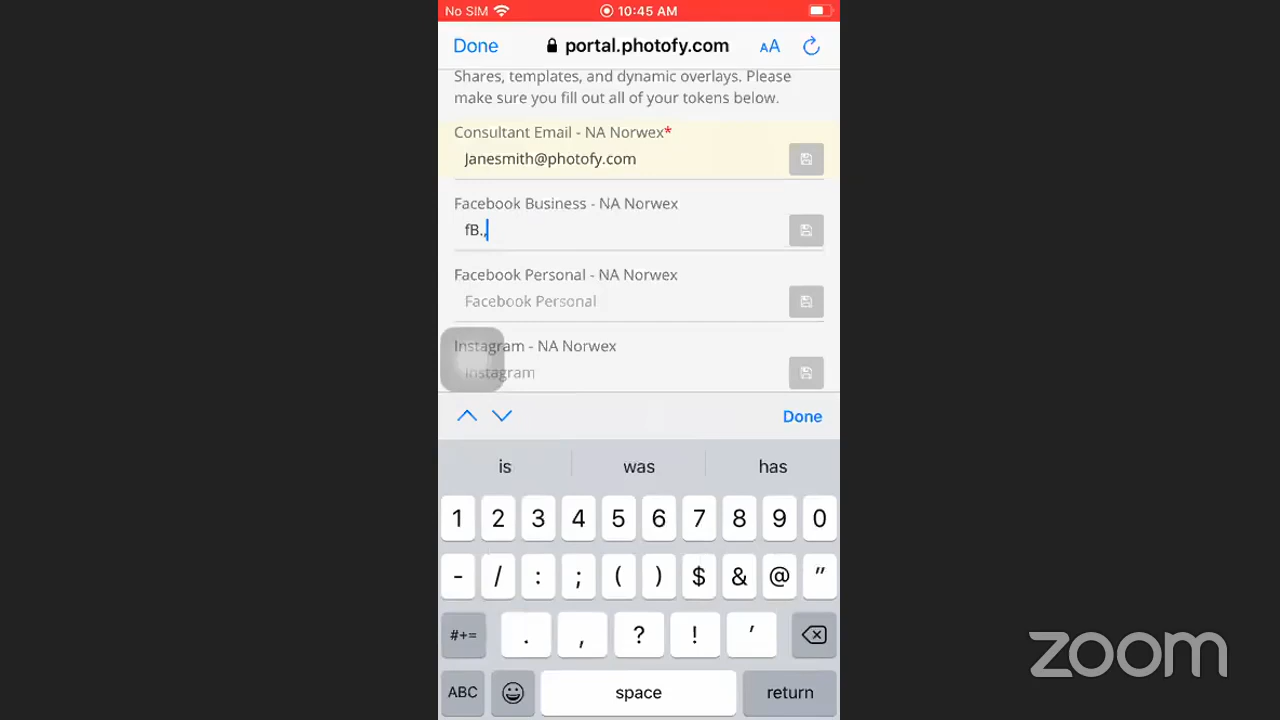 No SIM 10:45 AM
Done portal.photofy.com AA
Shares, templates, and dynamic overlays. Please
make sure you fill out all of your tokens below.
Consultant Email - NA Norwex*
Janesmith@photofy.com
Facebook Business - NA Norwex
fB.,
Facebook Personal - NA Norwex
Facebook Personal
Instagram - NA Norwex
Instagram
Done
is was has
1 2 3 4 5 6 7 8 9 0
- / : ; ( ) $ & @ "
#+= . , ? ! '
ABC space return
zoom